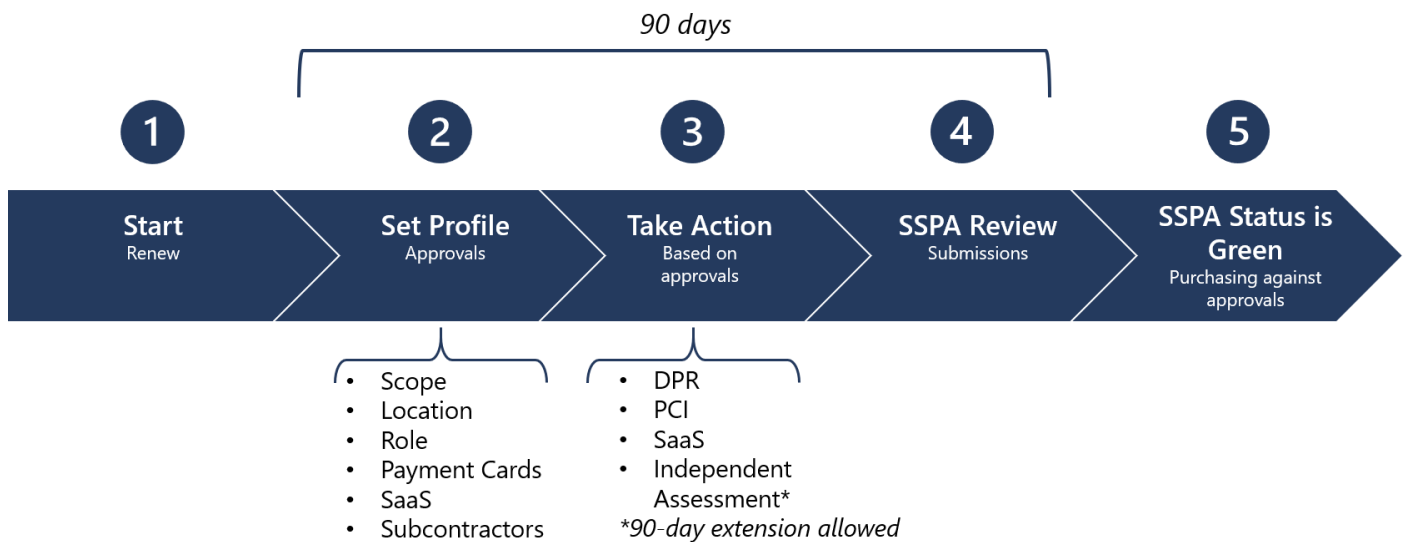 90 days
1
2
3
4
5
Start
Renew
Set Profile
Approvals
Take Action
Based on
approvals
SSPA Review
Submissions
SSPA Status is
Green
Purchasing against
approvals
• Scope
• Location
• Role
• Payment Cards
• SaaS
• Subcontractors
• DPR
• PCI
• SaaS
• Independent
Assessment*
*90-day extension allowed